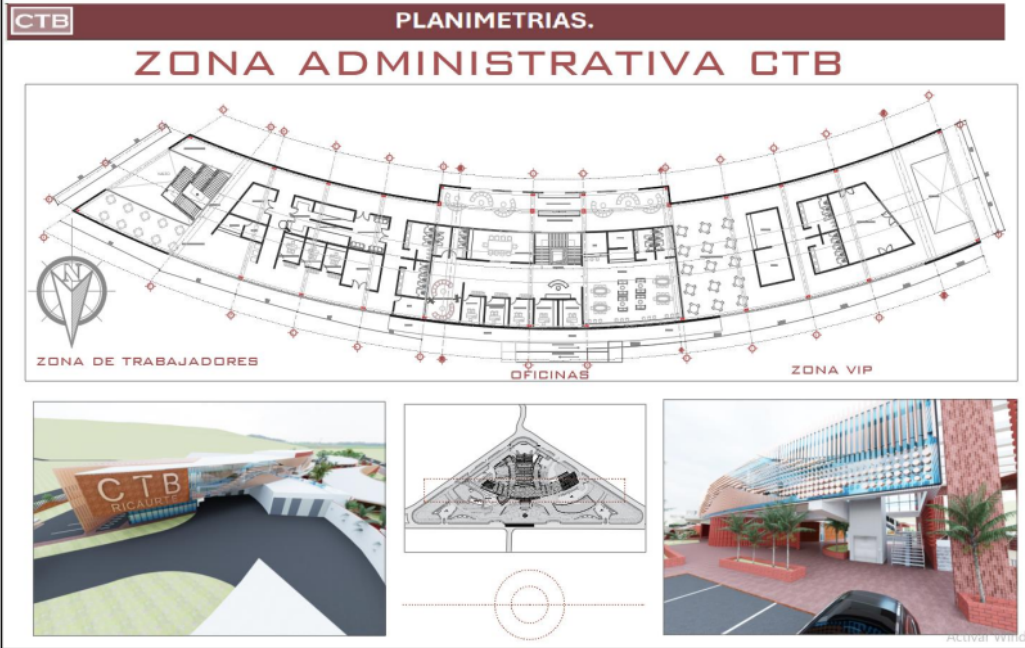 CTB
PLANIMETRIAS.
ZONA ADMINISTRATIVA CTB
N
ZONA DE TRABAJADORES
OFICINAS
ZONA VIP
CTB
RICAURTE
Activar Wind